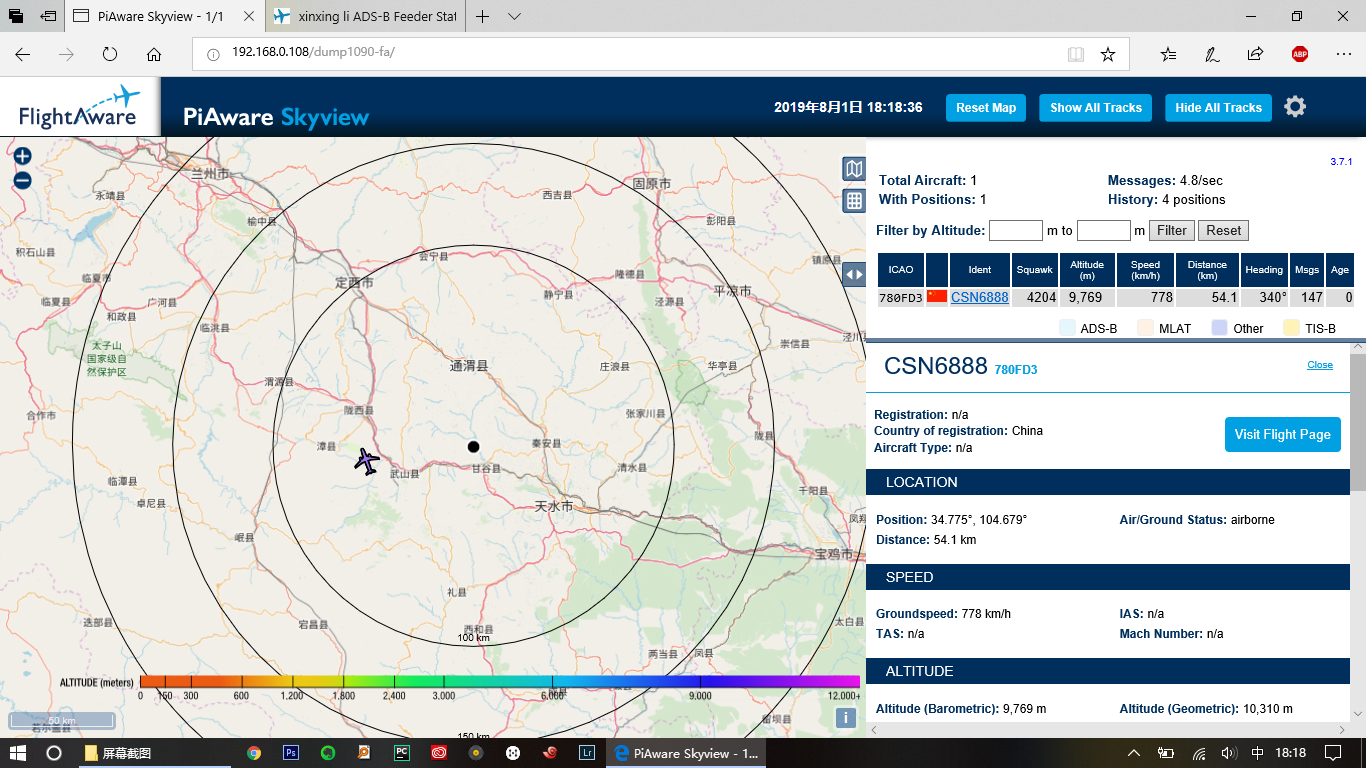 PiAware Skyview - 1/1
xinxing li ADS-B Feeder Stat
192.168.0.108/dump1090-fa/
ABP
FlightAware
PiAware Skyview
2019年8月1日 18:18:36
Reset Map
Show All Tracks
Hide All Tracks
3.7.1
Total Aircraft: 1
Messages: 4.8/sec
With Positions: 1
History: 4 positions
Filter by Altitude:
m to
m
Filter
Reset
ICAO Ident Squawk Altitude (m) Speed (km/h) Distance (km) Heading Msgs Age
780FD3 CSN6888 4204 9,769 778 54.1 340° 147 0
ADS-B MLAT Other TIS-B
CSN6888 780FD3
Close
Registration: n/a
Country of registration: China
Aircraft Type: n/a
Visit Flight Page
LOCATION
Position: 34.775°, 104.679°
Air/Ground Status: airborne
Distance: 54.1 km
SPEED
Groundspeed: 778 km/h
IAS: n/a
TAS: n/a
Mach Number: n/a
ALTITUDE
Altitude (Barometric): 9,769 m
Altitude (Geometric): 10,310 m
兰州市
固原市
永靖县
西吉县
榆中县
彭阳县
积石山县
会宁县
镇原县
临夏市
定西市
隆德县
静宁县
平凉市
临夏县
广河县
泾源县
和政县
临洮县
崇信县
泾川
太子山
国家级自
然保护区
通渭县
庄浪县
华亭县
渭源县
合作市
陇西县
张家川县
漳县
秦安县
陇县
武山县
甘谷县
清水县
临潭县
卓尼县
千阳县
天水市
凤翔
岷县
宝鸡市
礼县
迭部县
宕昌县
西和县
太白县
100 km
两当县
凤县
ALTITUDE (meters)
0 150 300 600 1,200 1,800 2,400 3,000 6,000 9,000 12,000+
50 km
留坝县
150 km
i
屏幕截图
Ps
PC
Lr
PiAware Skyview - 1...
中
18:18